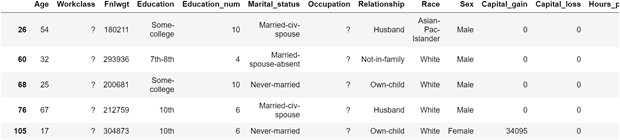 Age Workclass Fnlwgt Education Education_num Marital_status Occupation Relationship Race Sex Capital_gain Capital_loss
26 54 ? 180211 Some-college 10 Married-civ-spouse ? Husband Asian-Pac-Islander Male 0 0
60 32 ? 293936 7th-8th 4 Married-spouse-absent ? Not-in-family White Male 0 0
68 25 ? 200681 Some-college 10 Never-married ? Own-child White Male 0 0
76 67 ? 212759 10th 6 Married-civ-spouse ? Husband White Male 0 0
105 17 ? 304873 10th 6 Never-married ? Own-child White Female 34095 0